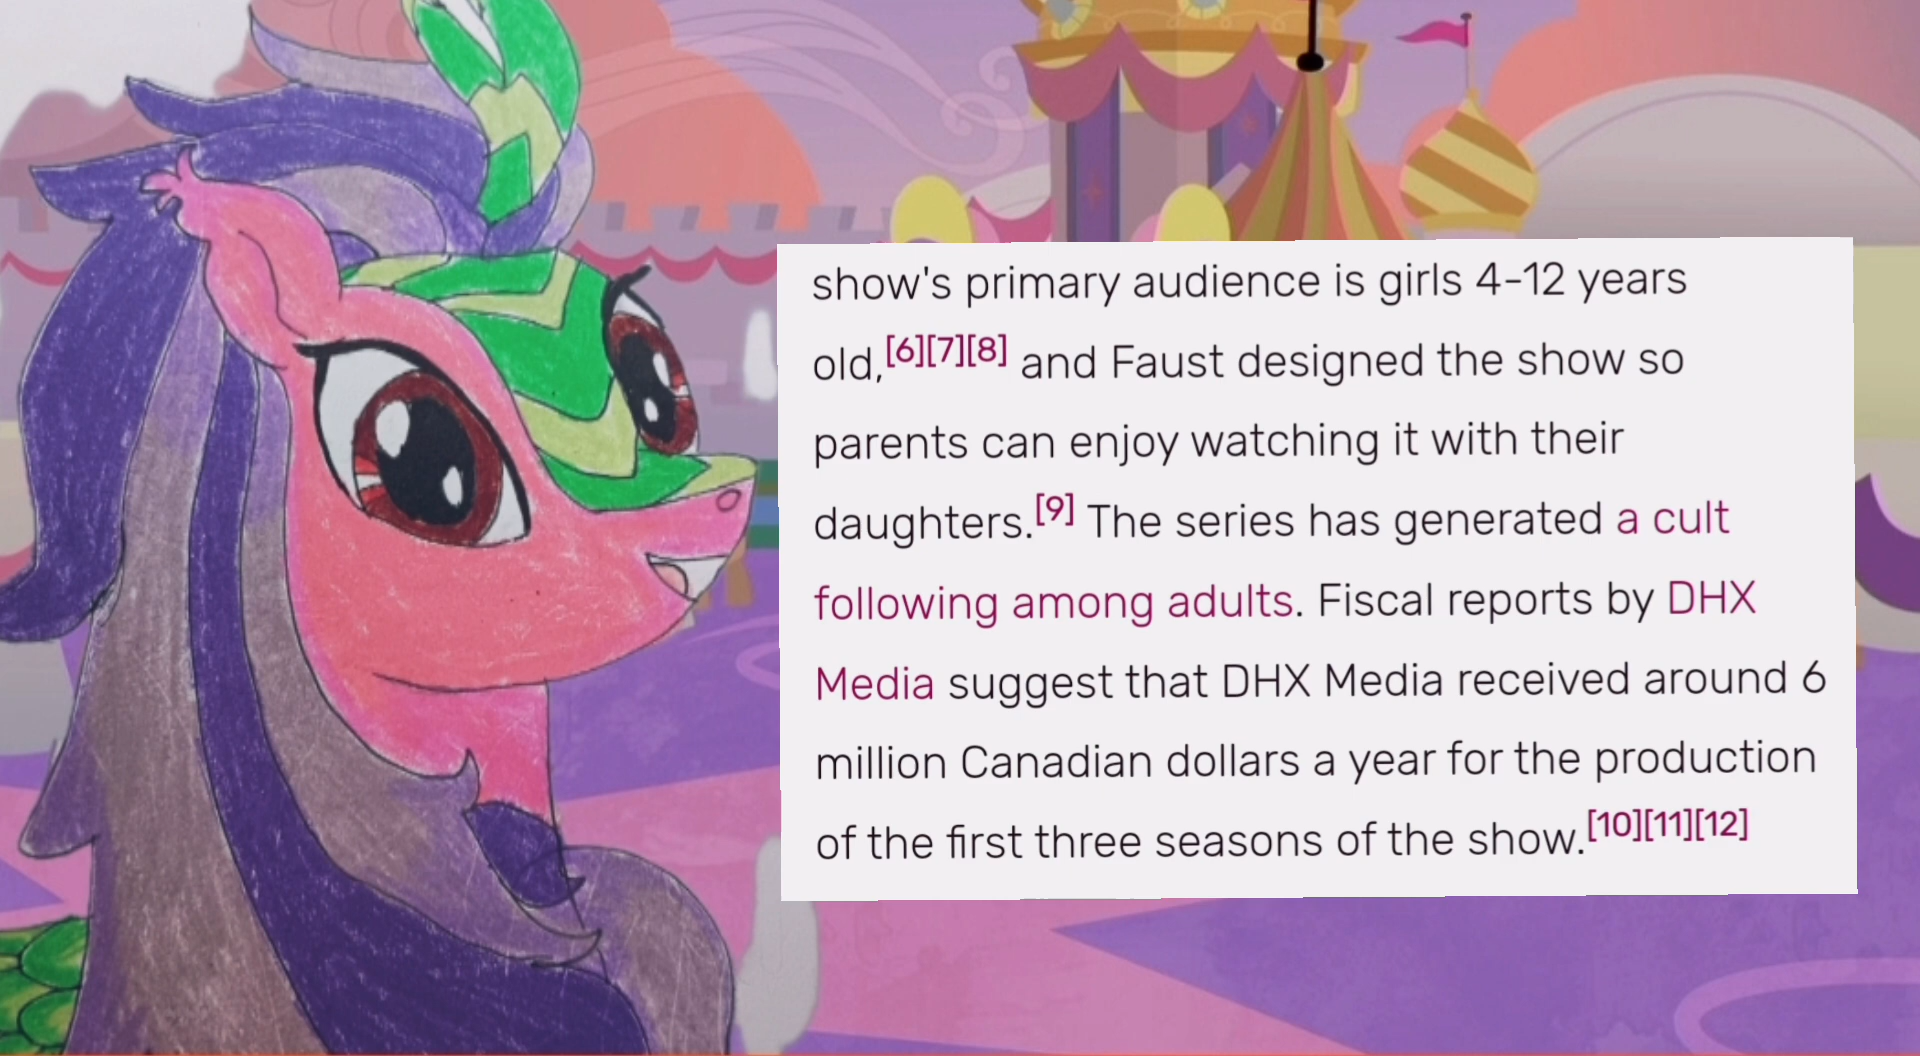 show's primary audience is girls 4-12 years
old,[6][7][8] and Faust designed the show so
parents can enjoy watching it with their
daughters.[9] The series has generated a cult
following among adults. Fiscal reports by DHX
Media suggest that DHX Media received around 6
million Canadian dollars a year for the production
of the first three seasons of the show.[10][11][12]